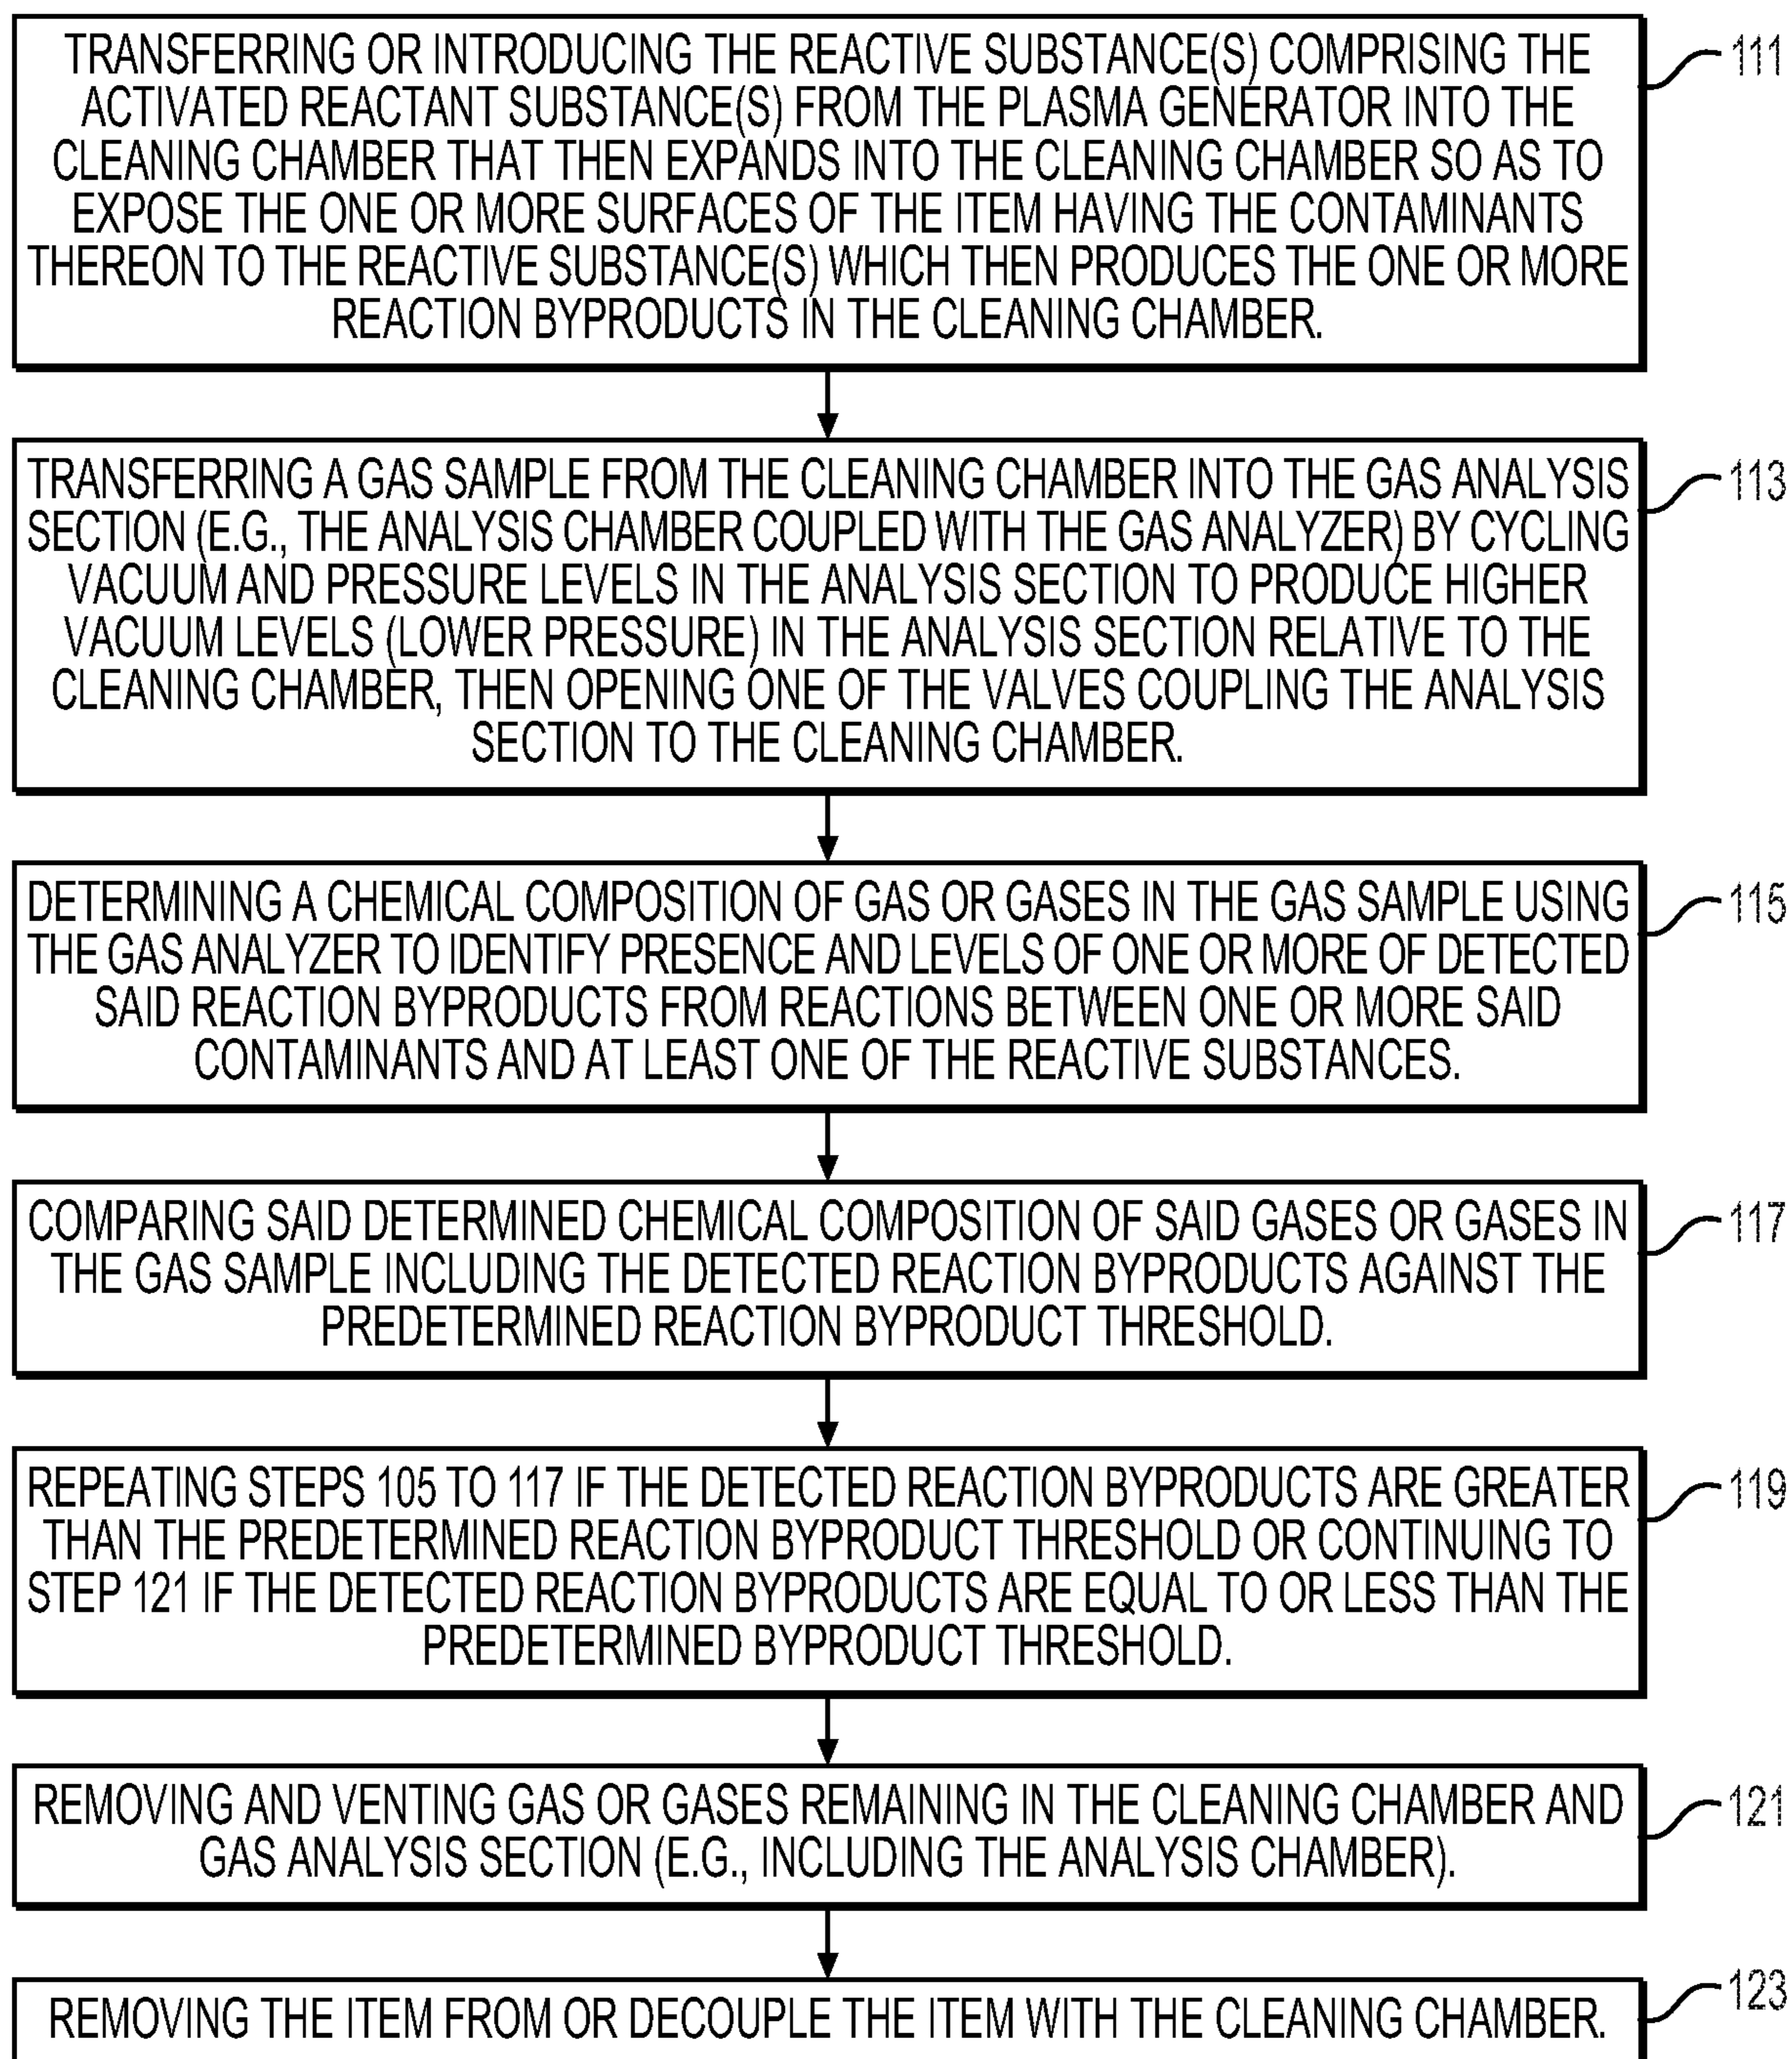 TRANSFERRING OR INTRODUCING THE REACTIVE SUBSTANCE(S) COMPRISING THE
ACTIVATED REACTANT SUBSTANCE(S) FROM THE PLASMA GENERATOR INTO THE
CLEANING CHAMBER THAT THEN EXPANDS INTO THE CLEANING CHAMBER SO AS TO
EXPOSE THE ONE OR MORE SURFACES OF THE ITEM HAVING THE CONTAMINANTS
THEREON TO THE REACTIVE SUBSTANCE(S) WHICH THEN PRODUCES THE ONE OR MORE
REACTION BYPRODUCTS IN THE CLEANING CHAMBER.
111
TRANSFERRING A GAS SAMPLE FROM THE CLEANING CHAMBER INTO THE GAS ANALYSIS
SECTION (E.G., THE ANALYSIS CHAMBER COUPLED WITH THE GAS ANALYZER) BY CYCLING
VACUUM AND PRESSURE LEVELS IN THE ANALYSIS SECTION TO PRODUCE HIGHER
VACUUM LEVELS (LOWER PRESSURE) IN THE ANALYSIS SECTION RELATIVE TO THE
CLEANING CHAMBER, THEN OPENING ONE OF THE VALVES COUPLING THE ANALYSIS
SECTION TO THE CLEANING CHAMBER.
113
DETERMINING A CHEMICAL COMPOSITION OF GAS OR GASES IN THE GAS SAMPLE USING
THE GAS ANALYZER TO IDENTIFY PRESENCE AND LEVELS OF ONE OR MORE OF DETECTED
SAID REACTION BYPRODUCTS FROM REACTIONS BETWEEN ONE OR MORE SAID
CONTAMINANTS AND AT LEAST ONE OF THE REACTIVE SUBSTANCES.
115
COMPARING SAID DETERMINED CHEMICAL COMPOSITION OF SAID GASES OR GASES IN
THE GAS SAMPLE INCLUDING THE DETECTED REACTION BYPRODUCTS AGAINST THE
PREDETERMINED REACTION BYPRODUCT THRESHOLD.
117
REPEATING STEPS 105 TO 117 IF THE DETECTED REACTION BYPRODUCTS ARE GREATER
THAN THE PREDETERMINED REACTION BYPRODUCT THRESHOLD OR CONTINUING TO
STEP 121 IF THE DETECTED REACTION BYPRODUCTS ARE EQUAL TO OR LESS THAN THE
PREDETERMINED BYPRODUCT THRESHOLD.
119
REMOVING AND VENTING GAS OR GASES REMAINING IN THE CLEANING CHAMBER AND
GAS ANALYSIS SECTION (E.G., INCLUDING THE ANALYSIS CHAMBER).
121
REMOVING THE ITEM FROM OR DECOUPLE THE ITEM WITH THE CLEANING CHAMBER.
123